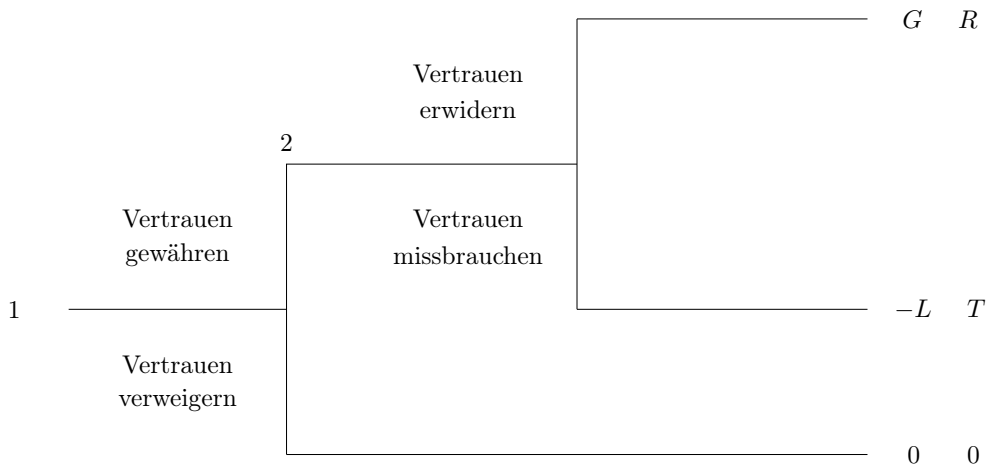 G R
Vertrauen
erwidern
2
Vertrauen
gewähren
Vertrauen
missbrauchen
1
−L T
Vertrauen
verweigern
0 0